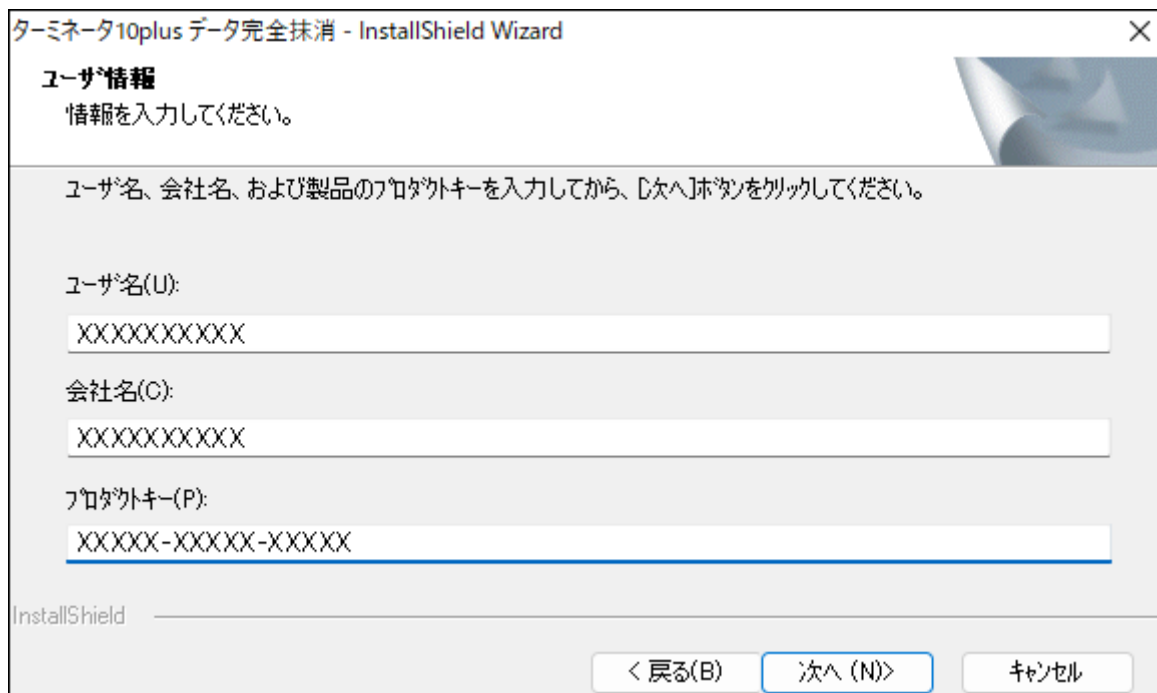 ターミネータ10plus データ完全抹消 - InstallShield Wizard
ユーザ情報
情報を入力してください。
ユーザ名、会社名、および製品のプロダクトキーを入力してから、[次へ]ボタンをクリックしてください。
ユーザ名(U):
XXXXXXXXXX
会社名(C):
XXXXXXXXXX
プロダクトキー(P):
XXXXX-XXXXX-XXXXX
InstallShield
< 戻る(B)
次へ (N)>
キャンセル